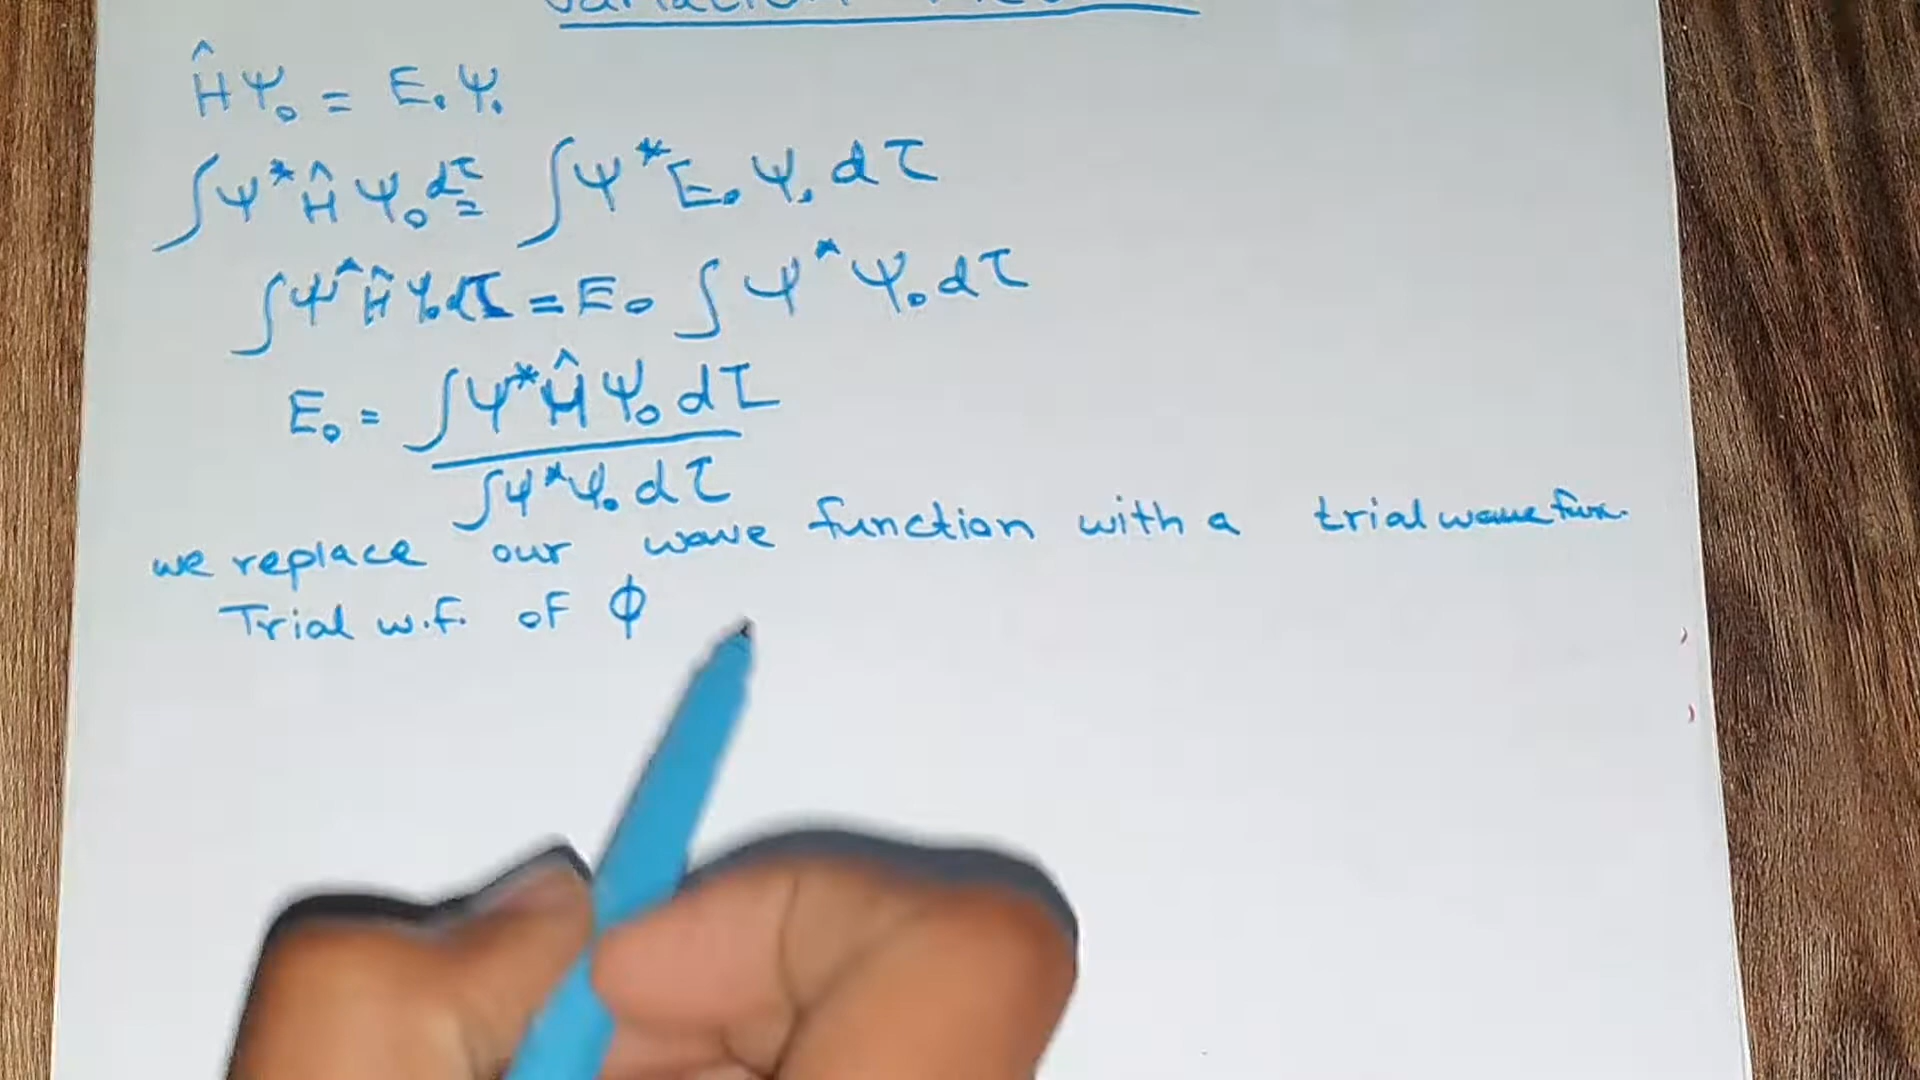 Variation
Ĥ Ψ₀ = E₀ Ψ₀
∫Ψ* Ĥ Ψ₀ dτ = ∫Ψ* E₀ Ψ₀ dτ
∫Ψ* Ĥ Ψ₀ dτ = E₀ ∫ Ψ* Ψ₀ dτ
E₀ = ∫Ψ* Ĥ Ψ₀ dτ
∫Ψ* Ψ₀ dτ
we replace our wave function with a trial wave fun.
Trial w.f. of ϕ